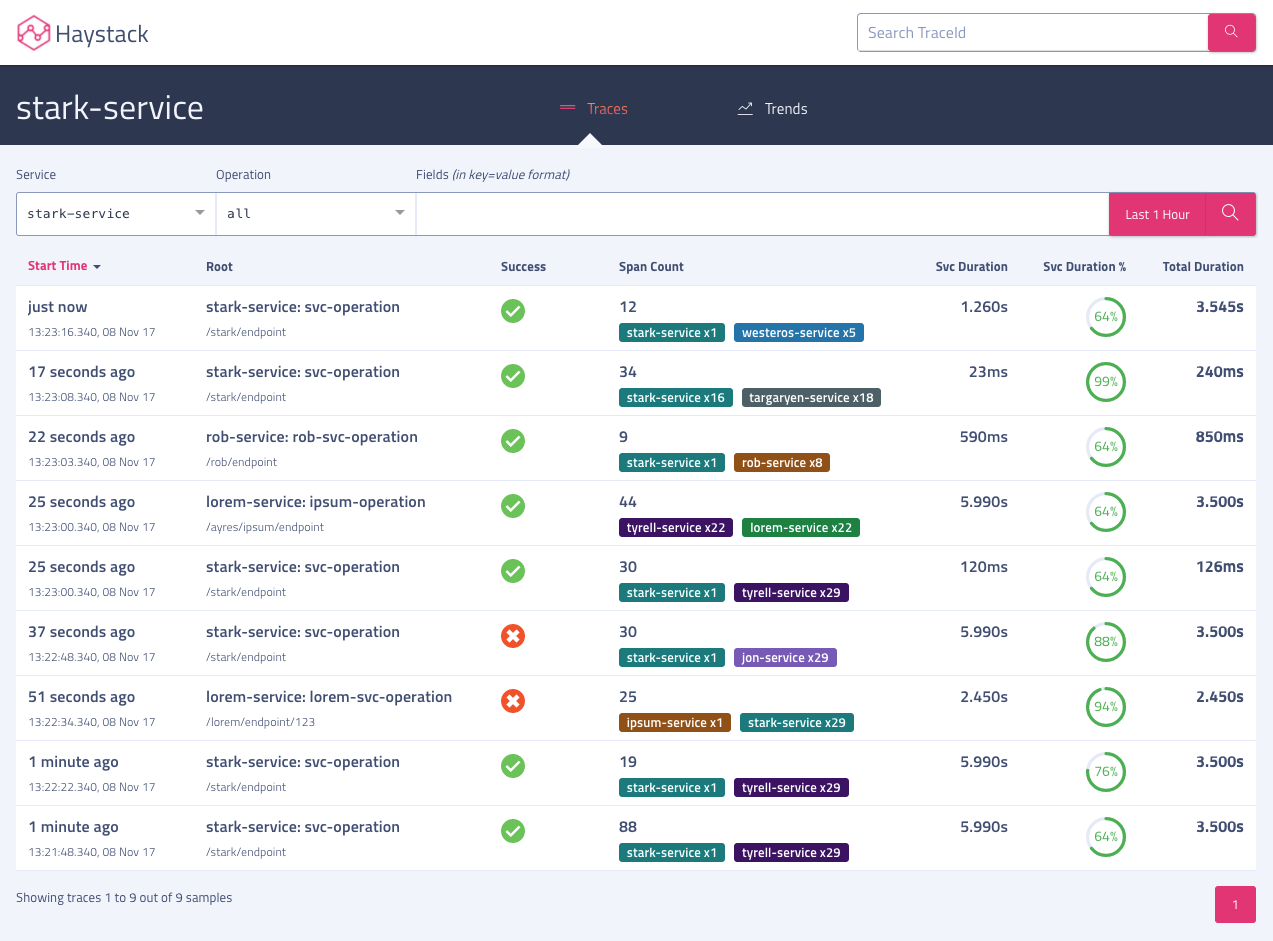 Haystack
Search TraceId
stark-service
Traces
Trends
Service
Operation
Fields (in key=value format)
stark-service
all
Last 1 Hour
Start Time Root Success Span Count Svc Duration Svc Duration % Total Duration
just now stark-service: svc-operation 12 1.260s 64% 3.545s
13:23:16.340, 08 Nov 17 /stark/endpoint stark-service x1 westeros-service x5
17 seconds ago stark-service: svc-operation 34 23ms 99% 240ms
13:23:08.340, 08 Nov 17 /stark/endpoint stark-service x16 targaryen-service x18
22 seconds ago rob-service: rob-svc-operation 9 590ms 64% 850ms
13:23:03.340, 08 Nov 17 /rob/endpoint stark-service x1 rob-service x8
25 seconds ago lorem-service: ipsum-operation 44 5.990s 64% 3.500s
13:23:00.340, 08 Nov 17 /ayres/ipsum/endpoint tyrell-service x22 lorem-service x22
25 seconds ago stark-service: svc-operation 30 120ms 64% 126ms
13:23:00.340, 08 Nov 17 /stark/endpoint stark-service x1 tyrell-service x29
37 seconds ago stark-service: svc-operation 30 5.990s 88% 3.500s
13:22:48.340, 08 Nov 17 /stark/endpoint stark-service x1 jon-service x29
51 seconds ago lorem-service: lorem-svc-operation 25 2.450s 94% 2.450s
13:22:34.340, 08 Nov 17 /lorem/endpoint/123 ipsum-service x1 stark-service x29
1 minute ago stark-service: svc-operation 19 5.990s 76% 3.500s
13:22:22.340, 08 Nov 17 /stark/endpoint stark-service x1 tyrell-service x29
1 minute ago stark-service: svc-operation 88 5.990s 64% 3.500s
13:21:48.340, 08 Nov 17 /stark/endpoint stark-service x1 tyrell-service x29
Showing traces 1 to 9 out of 9 samples
1